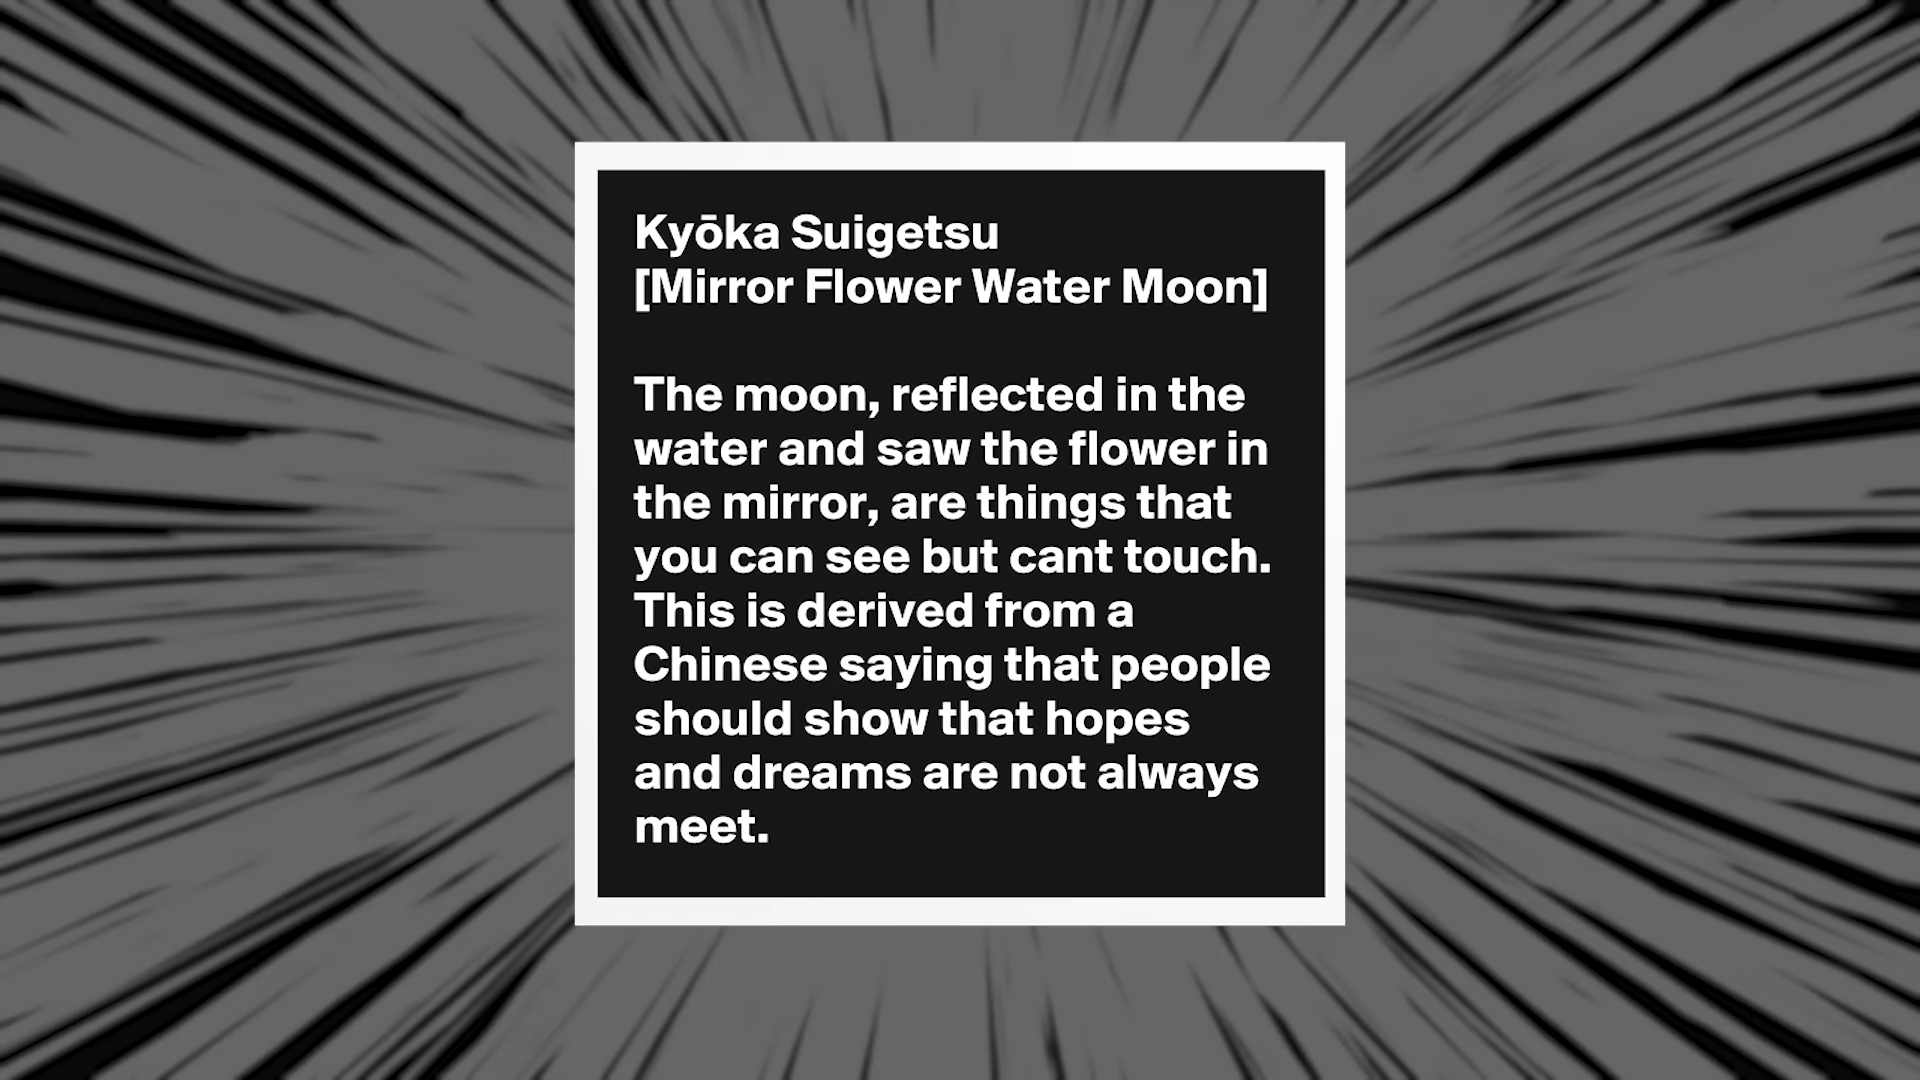 Kyōka Suigetsu
[Mirror Flower Water Moon]
The moon, reflected in the
water and saw the flower in
the mirror, are things that
you can see but cant touch.
This is derived from a
Chinese saying that people
should show that hopes
and dreams are not always
meet.